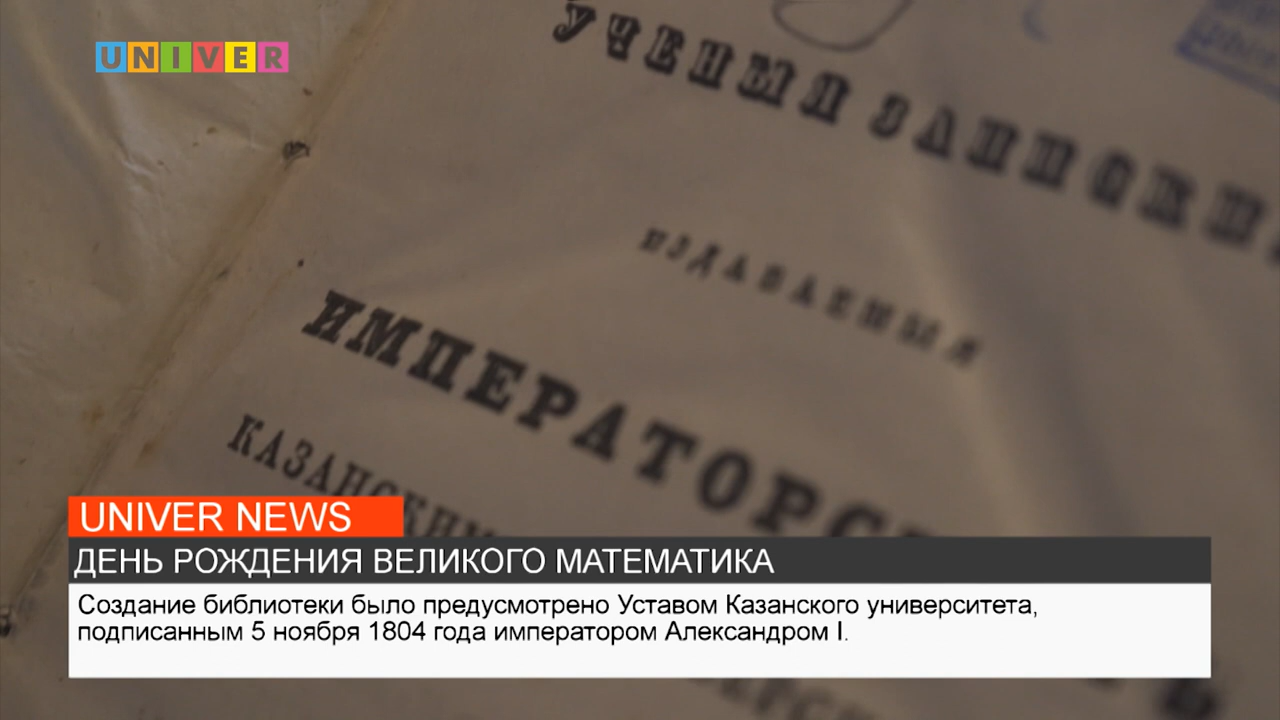 UNIVER
УЧЕНЫЯ ЗАПИСКИ
ИЗДАВАЕМЫЯ
ИМПЕРАТОРС
КАЗАНСКИМ
UNIVER NEWS
ДЕНЬ РОЖДЕНИЯ ВЕЛИКОГО МАТЕМАТИКА
Создание библиотеки было предусмотрено Уставом Казанского университета,
подписанным 5 ноября 1804 года императором Александром I.